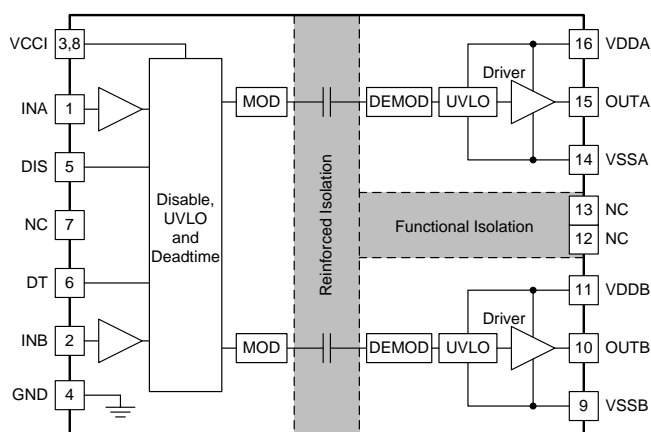 VCCI 3,8
INA 1
DIS 5
NC 7
DT 6
INB 2
GND 4
Disable,
UVLO
and
Deadtime
MOD
MOD
Reinforced Isolation
DEMOD UVLO
Driver
16 VDDA
15 OUTA
14 VSSA
Functional Isolation
13 NC
12 NC
11 VDDB
DEMOD UVLO
Driver
10 OUTB
9 VSSB